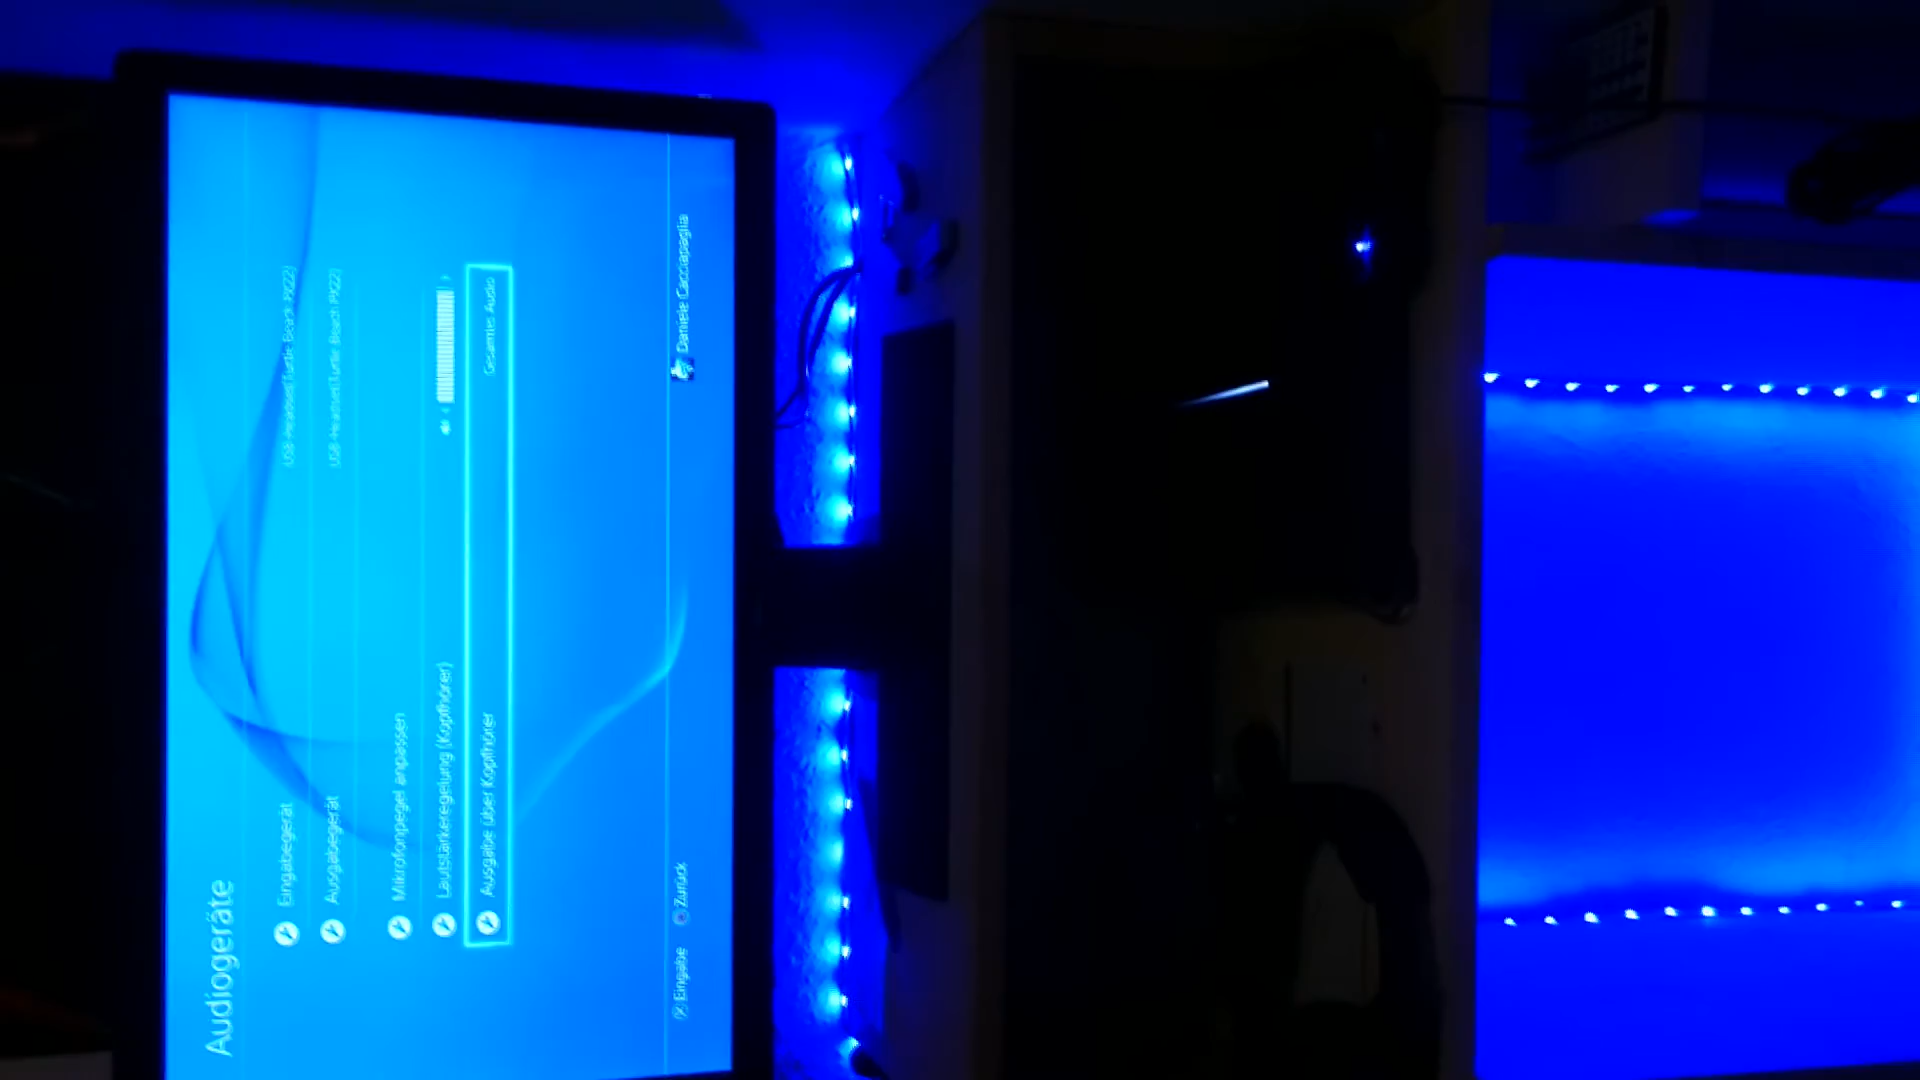 Audiogeräte
Eingabegerät USB-Headset(Turtle Beach PX22)
Ausgabegerät USB-Headset(Turtle Beach PX22)
Mikrofonpegel anpassen
Lautstärkeregelung (Kopfhörer)
Ausgabe über Kopfhörer Gesamtes Audio
Eingabe Zurück Daniele Cacciapaglia